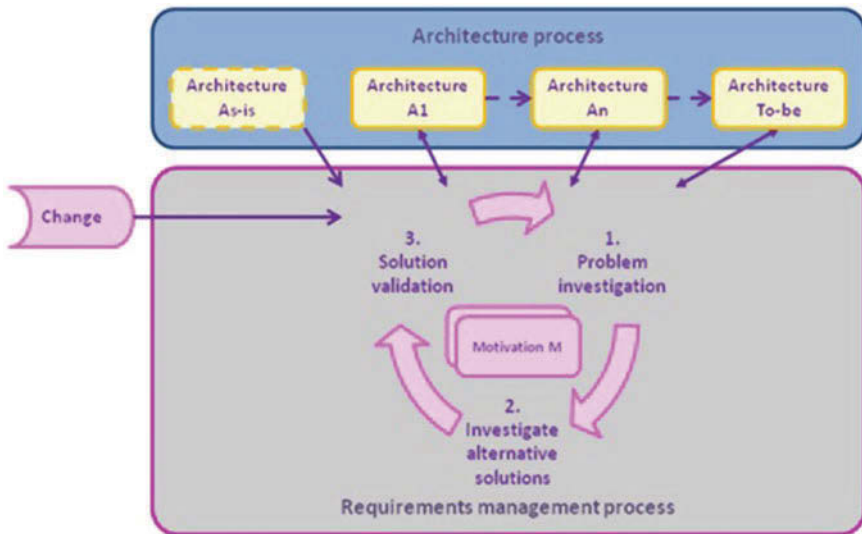 Architecture process
Architecture
As-is
Architecture
A1
Architecture
An
Architecture
To-be
Change
3.
Solution
validation
1.
Problem
investigation
Motivation M
2.
Investigate
alternative
solutions
Requirements management process